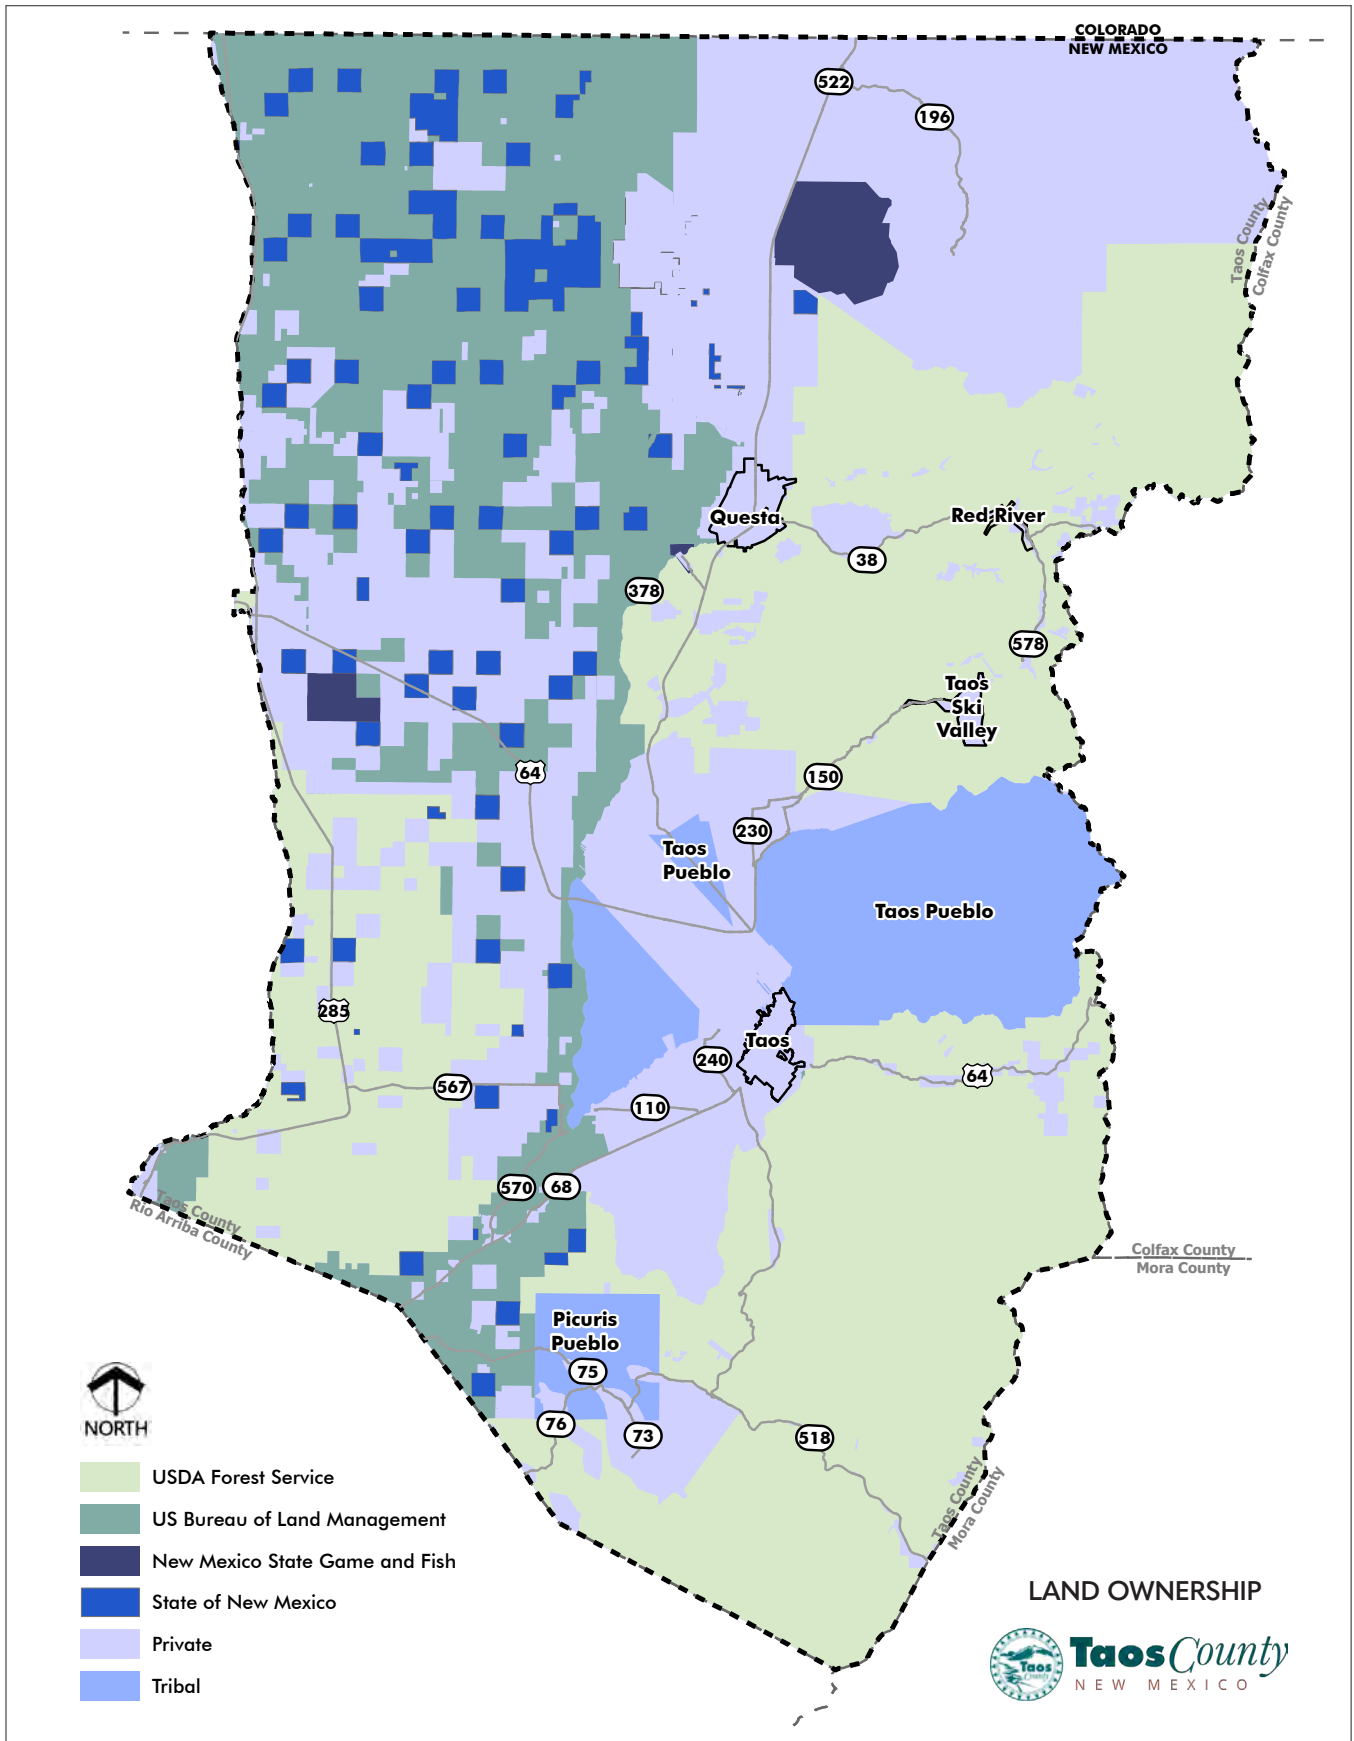 COLORADO
NEW MEXICO
522
196
Taos County
Colfax County
Questa
Red River
38
378
578
Taos
Ski
Valley
64
150
230
Taos
Pueblo
Taos Pueblo
285
Taos
240
64
567
110
570
68
Taos County
Rio Arriba County
Colfax County
Mora County
Picuris
Pueblo
75
76
73
518
Taos County
Mora County
NORTH
USDA Forest Service
US Bureau of Land Management
New Mexico State Game and Fish
State of New Mexico
Private
Tribal
LAND OWNERSHIP
Taos
County
Taos County
NEW MEXICO